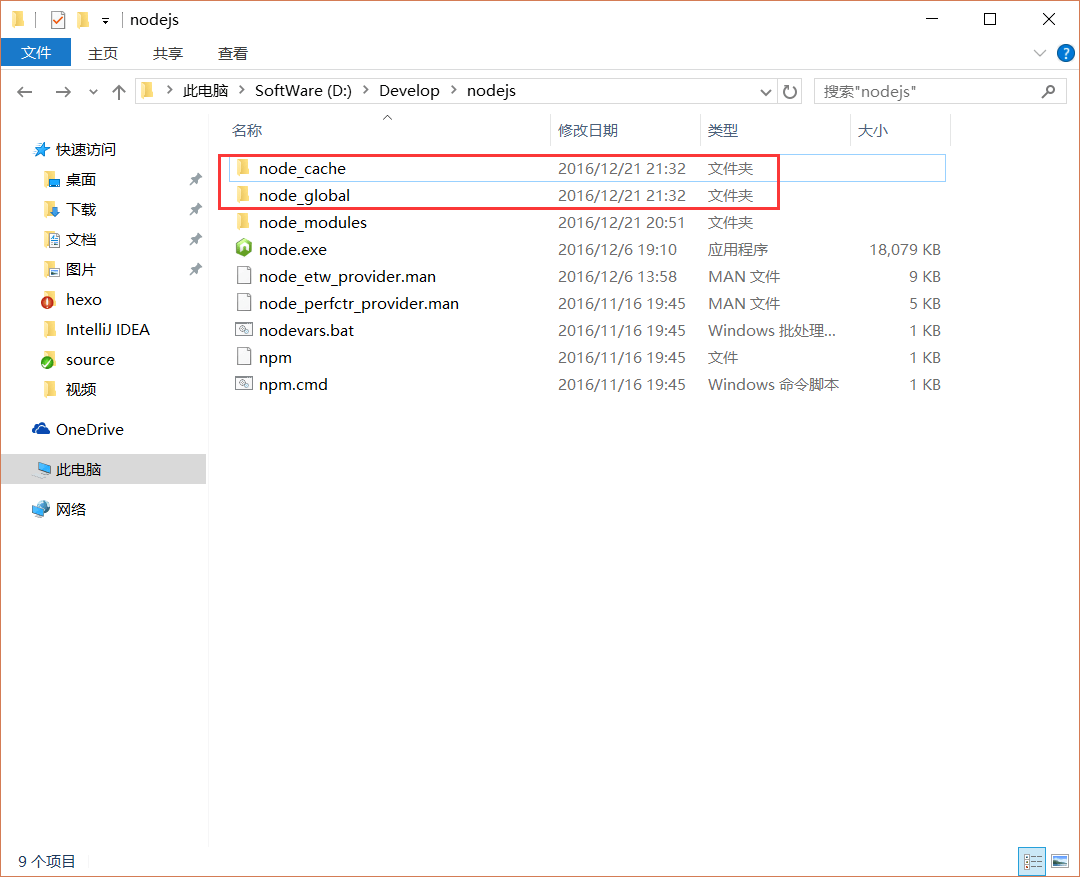 nodejs
文件 主页 共享 查看
此电脑 SoftWare (D:) Develop nodejs 搜索"nodejs"
名称 修改日期 类型 大小
快速访问
桌面
下载
文档
图片
hexo
IntelliJ IDEA
source
视频
OneDrive
此电脑
网络
node_cache 2016/12/21 21:32 文件夹
node_global 2016/12/21 21:32 文件夹
node_modules 2016/12/21 20:51 文件夹
node.exe 2016/12/6 19:10 应用程序 18,079 KB
node_etw_provider.man 2016/12/6 13:58 MAN 文件 9 KB
node_perfctr_provider.man 2016/11/16 19:45 MAN 文件 5 KB
nodevars.bat 2016/11/16 19:45 Windows 批处理... 1 KB
npm 2016/11/16 19:45 文件 1 KB
npm.cmd 2016/11/16 19:45 Windows 命令脚本 1 KB
9 个项目